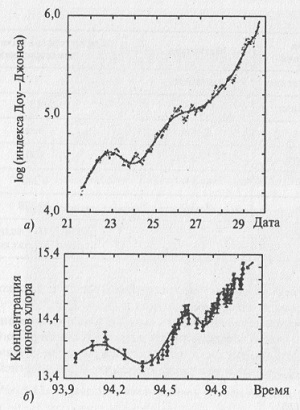 6,0
log (индекса Доу–Джонса)
5,0
4,0
21 23 25 27 29 Дата
а)
15,4
Концентрация
ионов хлора
14,4
13,4
93,9 94,2 94,5 94,8 Время
б)